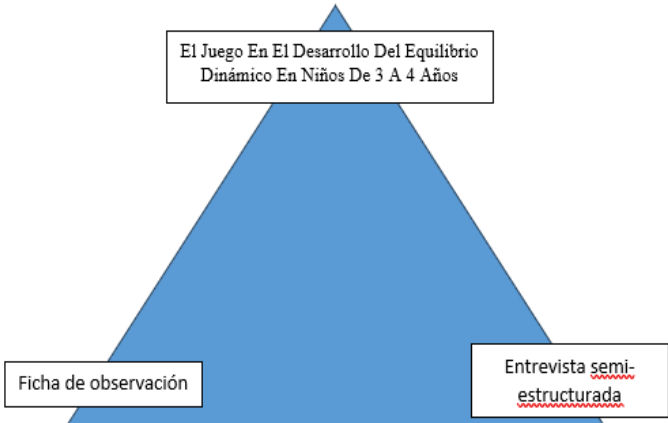 El Juego En El Desarrollo Del Equilibrio
Dinámico En Niños De 3 A 4 Años
Ficha de observación
Entrevista semi-
estructurada